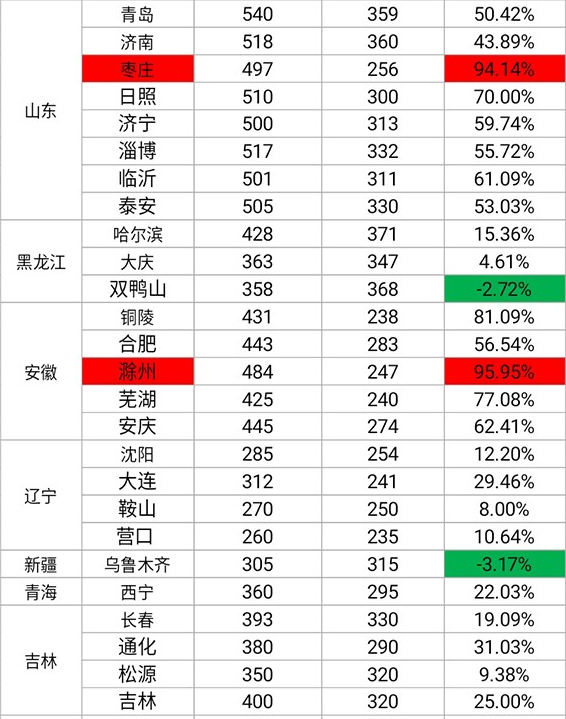 青岛 540 359 50.42%
济南 518 360 43.89%
枣庄 497 256 94.14%
山东 日照 510 300 70.00%
济宁 500 313 59.74%
淄博 517 332 55.72%
临沂 501 311 61.09%
泰安 505 330 53.03%
哈尔滨 428 371 15.36%
黑龙江 大庆 363 347 4.61%
双鸭山 358 368 -2.72%
铜陵 431 238 81.09%
合肥 443 283 56.54%
安徽 滁州 484 247 95.95%
芜湖 425 240 77.08%
安庆 445 274 62.41%
沈阳 285 254 12.20%
辽宁 大连 312 241 29.46%
鞍山 270 250 8.00%
营口 260 235 10.64%
新疆 乌鲁木齐 305 315 -3.17%
青海 西宁 360 295 22.03%
长春 393 330 19.09%
吉林 通化 380 290 31.03%
松源 350 320 9.38%
吉林 400 320 25.00%